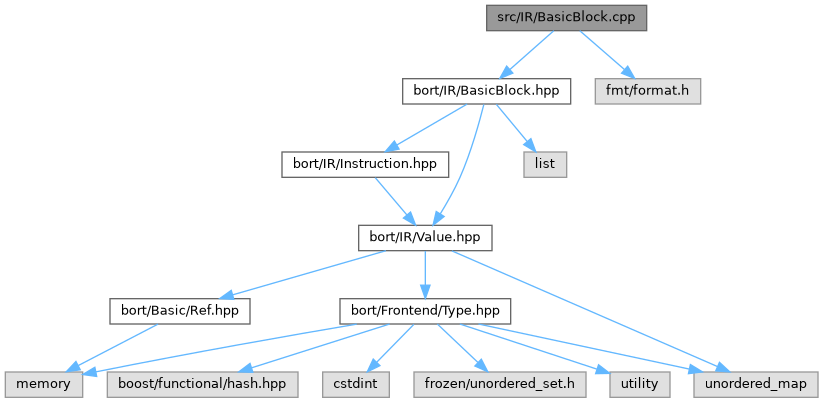 src/IR/BasicBlock.cpp
bort/IR/BasicBlock.hpp
fmt/format.h
bort/IR/Instruction.hpp
list
bort/IR/Value.hpp
bort/Basic/Ref.hpp
bort/Frontend/Type.hpp
memory
boost/functional/hash.hpp
cstdint
frozen/unordered_set.h
utility
unordered_map